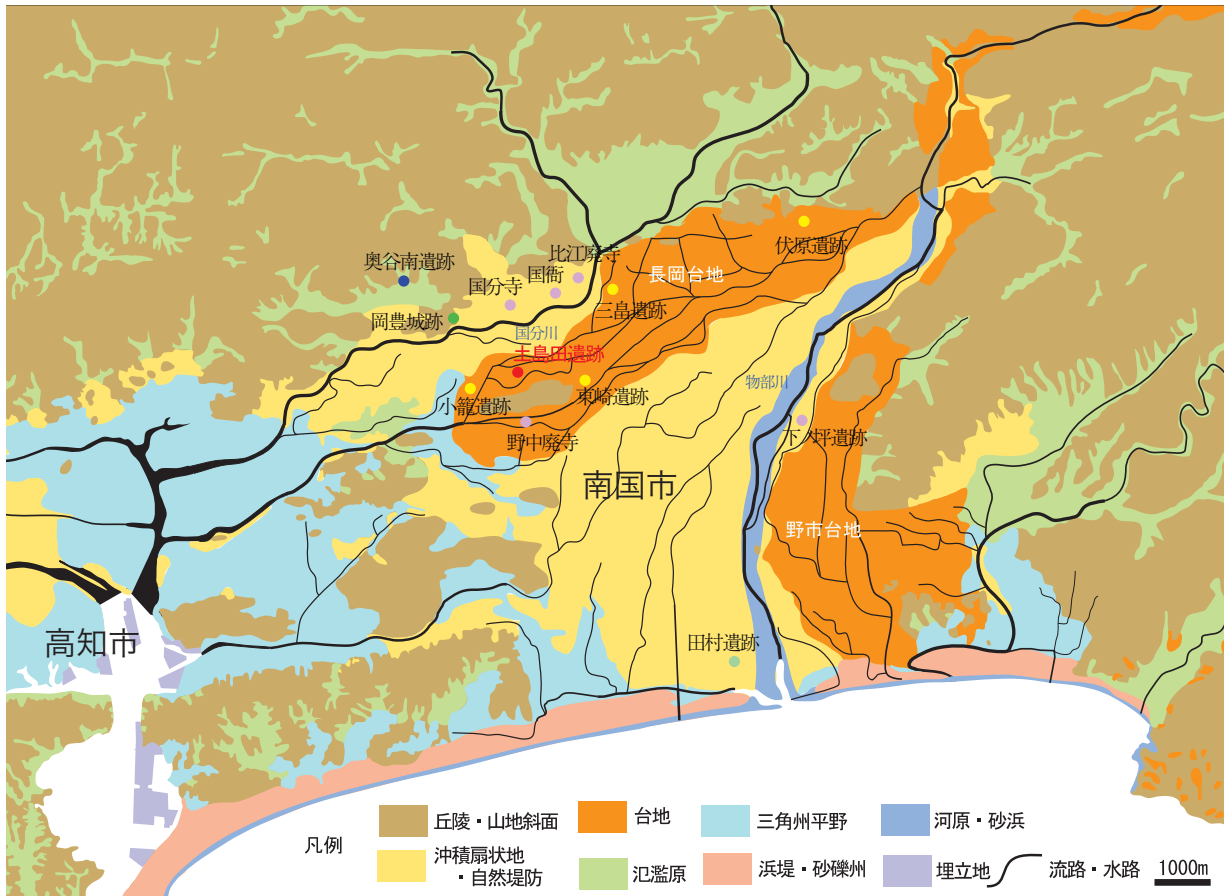 伏原遺跡
比江廃寺
奥谷南遺跡
国衙
長岡台地
国分寺
三畠遺跡
岡豊城跡
国分川
土島田遺跡
物部川
小籠遺跡
東崎遺跡
野中廃寺
下ノ坪遺跡
南国市
野市台地
高知市
田村遺跡
凡例
丘陵・山地斜面
台地
三角州平野
河原・砂浜
沖積扇状地
・自然堤防
氾濫原
浜堤・砂礫州
埋立地
流路・水路
1000m